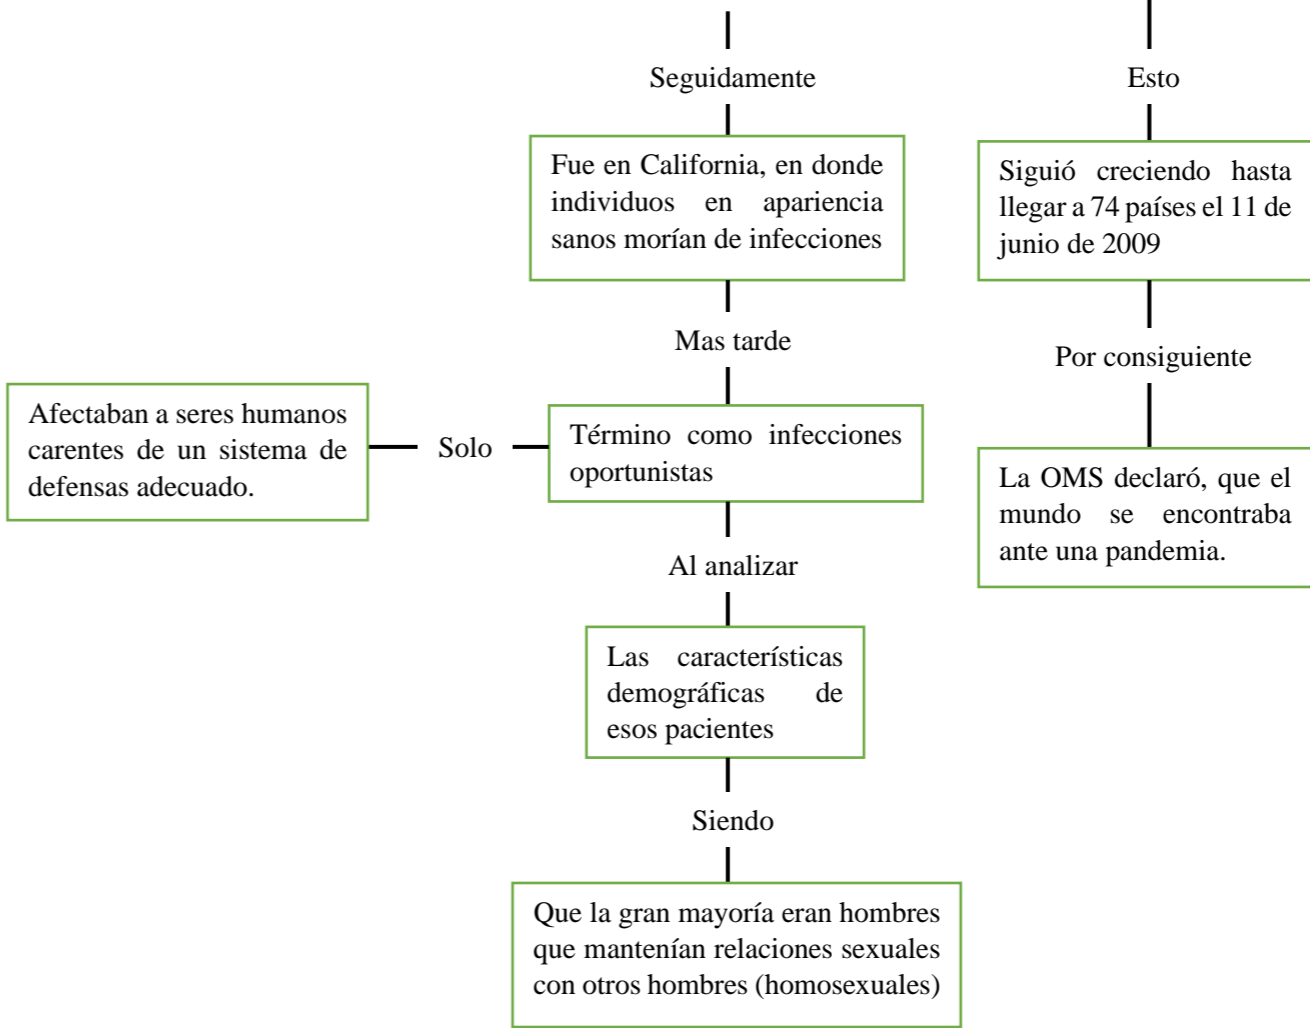 Seguidamente
Fue en California, en donde
individuos en apariencia
sanos morían de infecciones
Mas tarde
Término como infecciones
oportunistas
Solo
Afectaban a seres humanos
carentes de un sistema de
defensas adecuado.
Al analizar
Las características
demográficas de
esos pacientes
Siendo
Que la gran mayoría eran hombres
que mantenían relaciones sexuales
con otros hombres (homosexuales)
Esto
Siguió creciendo hasta
llegar a 74 países el 11 de
junio de 2009
Por consiguiente
La OMS declaró, que el
mundo se encontraba
ante una pandemia.